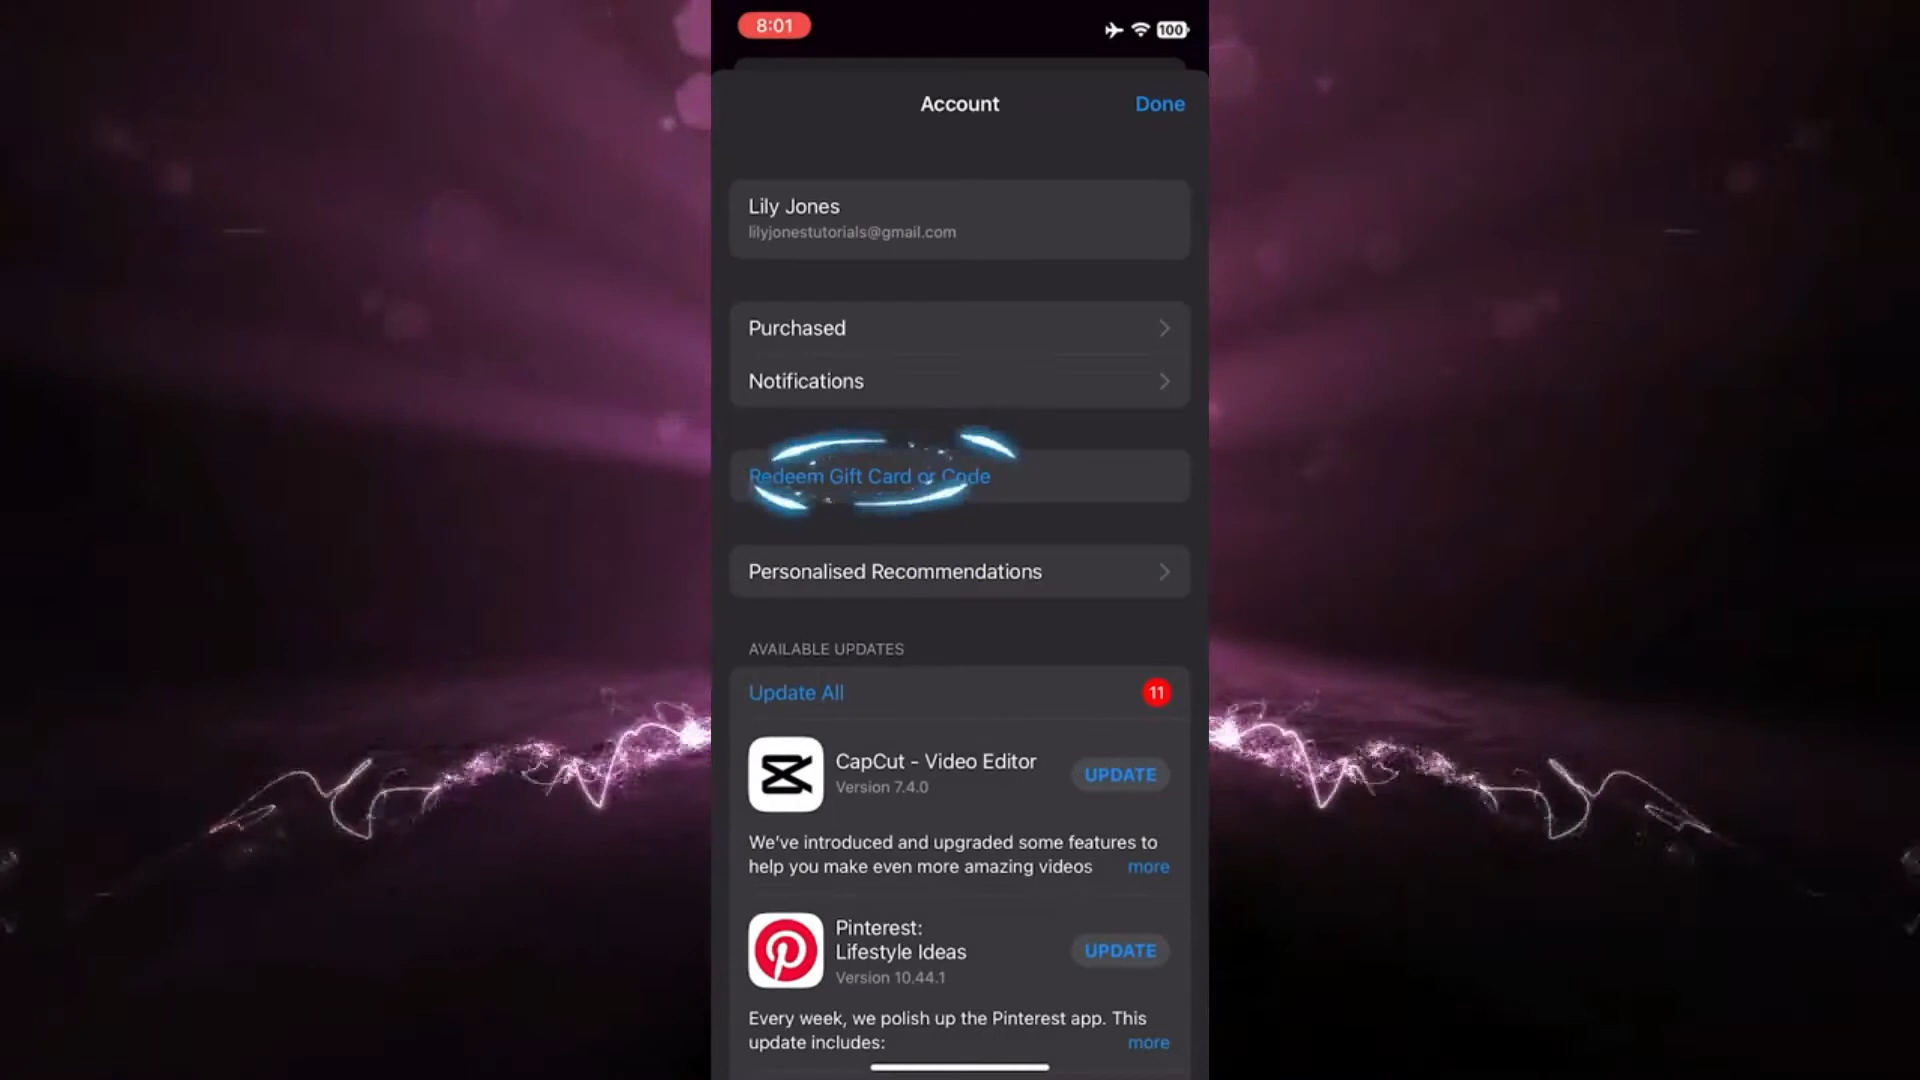 8:01
100
Account
Done
Lily Jones
lilyjonestutorials@gmail.com
Purchased
Notifications
Redeem Gift Card or Code
Personalised Recommendations
AVAILABLE UPDATES
Update All
11
CapCut - Video Editor
Version 7.4.0
UPDATE
We've introduced and upgraded some features to
help you make even more amazing videos more
Pinterest:
Lifestyle Ideas
Version 10.44.1
UPDATE
Every week, we polish up the Pinterest app. This
update includes: more